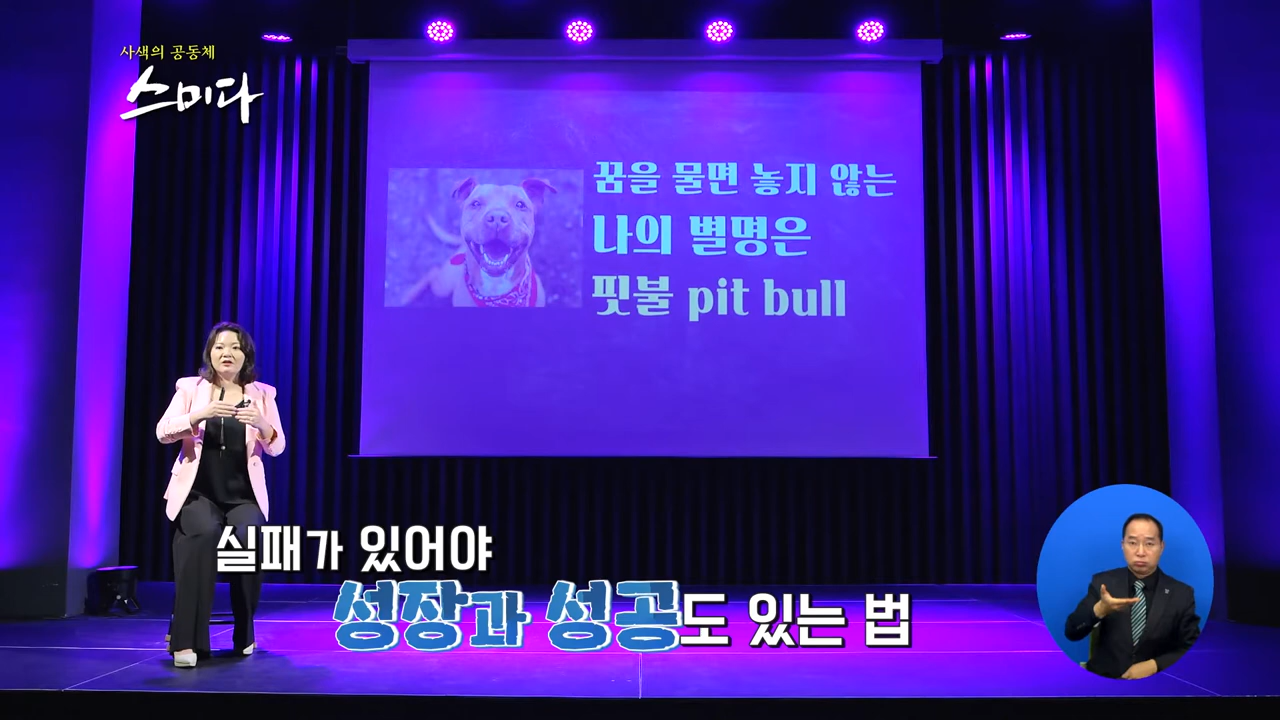 사색의 공동체
스미다
꿈을 물면 놓지 않는
나의 별명은
핏불 pit bull
실패가 있어야
성장과 성공도 있는 법